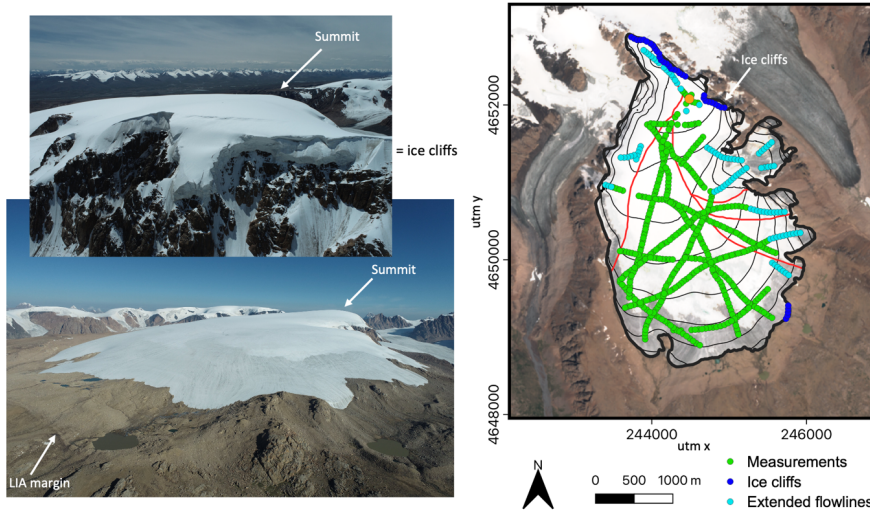 Summit
= ice cliffs
Summit
LIA margin
Ice cliffs
4652000
utm y
4650000
4648000
244000
246000
utm x
N
0 500 1000 m
Measurements
Ice cliffs
Extended flowlines